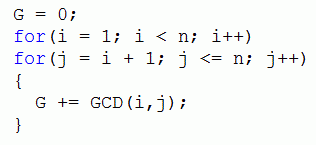 G = 0;
for(i = 1; i < n; i++)
for(j = i + 1; j <= n; j++)
{
  G += GCD(i,j);
}